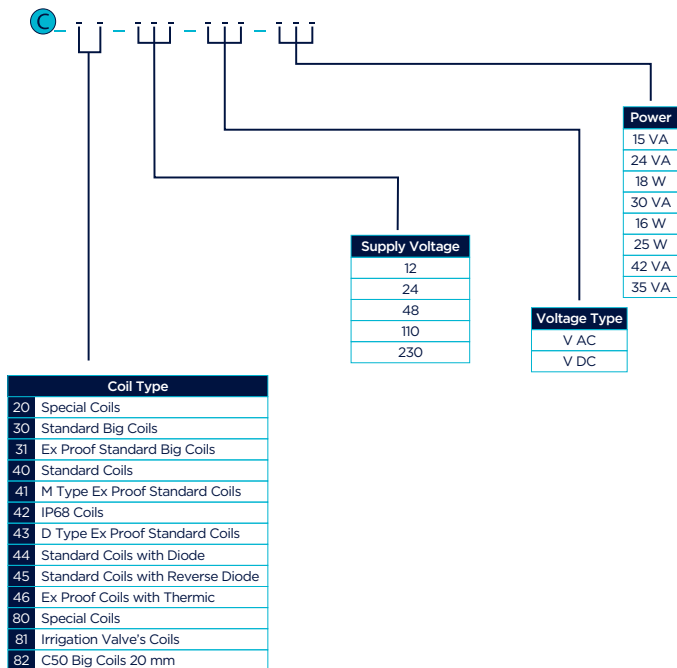 C
Power
15 VA
24 VA
18 W
30 VA
16 W
25 W
42 VA
35 VA
Supply Voltage
12
24
48
110
230
Voltage Type
V AC
V DC
Coil Type
20 Special Coils
30 Standard Big Coils
31 Ex Proof Standard Big Coils
40 Standard Coils
41 M Type Ex Proof Standard Coils
42 IP68 Coils
43 D Type Ex Proof Standard Coils
44 Standard Coils with Diode
45 Standard Coils with Reverse Diode
46 Ex Proof Coils with Thermic
80 Special Coils
81 Irrigation Valve's Coils
82 C50 Big Coils 20 mm